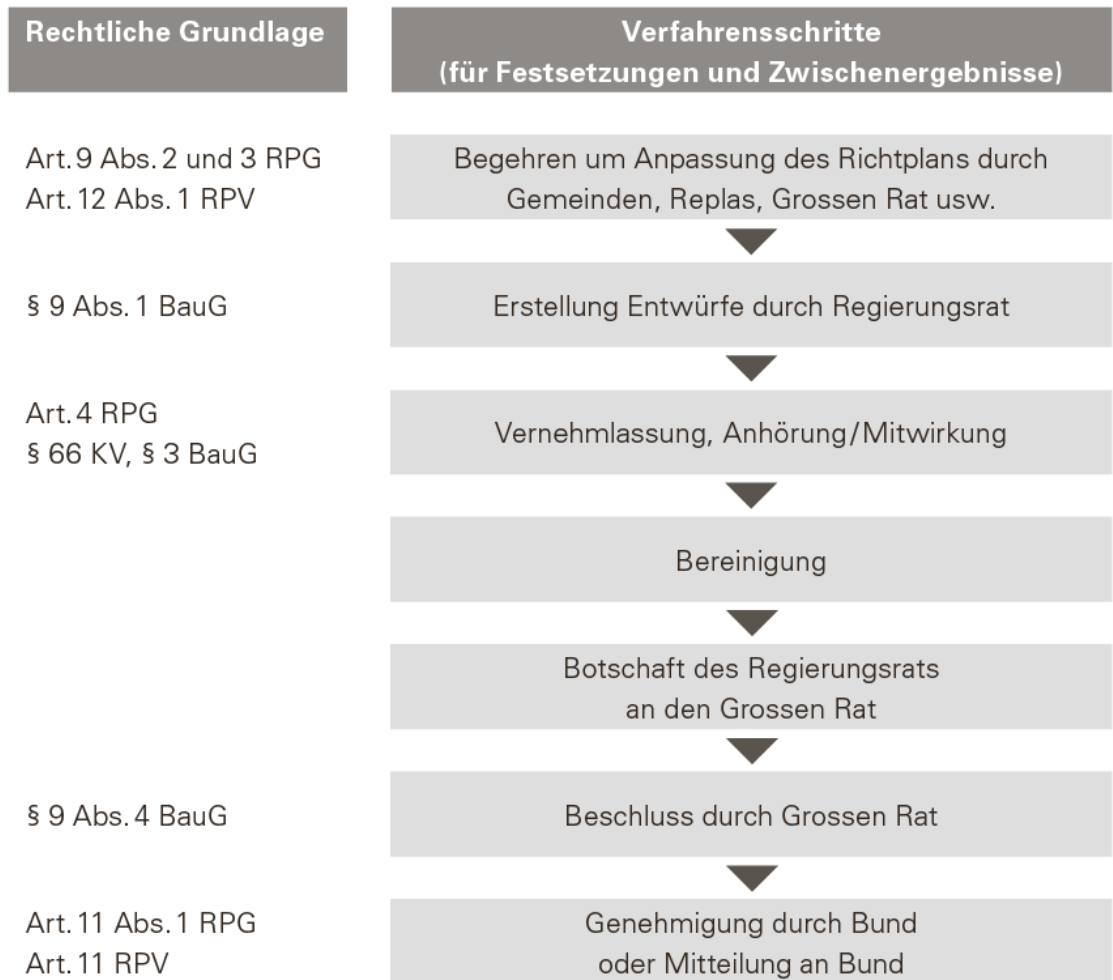 Rechtliche Grundlage
Verfahrensschritte
(für Festsetzungen und Zwischenergebnisse)
Art. 9 Abs. 2 und 3 RPG
Art. 12 Abs. 1 RPV
Begehren um Anpassung des Richtplans durch
Gemeinden, Replas, Grossen Rat usw.
§ 9 Abs. 1 BauG
Erstellung Entwürfe durch Regierungsrat
Art. 4 RPG
§ 66 KV, § 3 BauG
Vernehmlassung, Anhörung/Mitwirkung
Bereinigung
Botschaft des Regierungsrats
an den Grossen Rat
§ 9 Abs. 4 BauG
Beschluss durch Grossen Rat
Art. 11 Abs. 1 RPG
Art. 11 RPV
Genehmigung durch Bund
oder Mitteilung an Bund